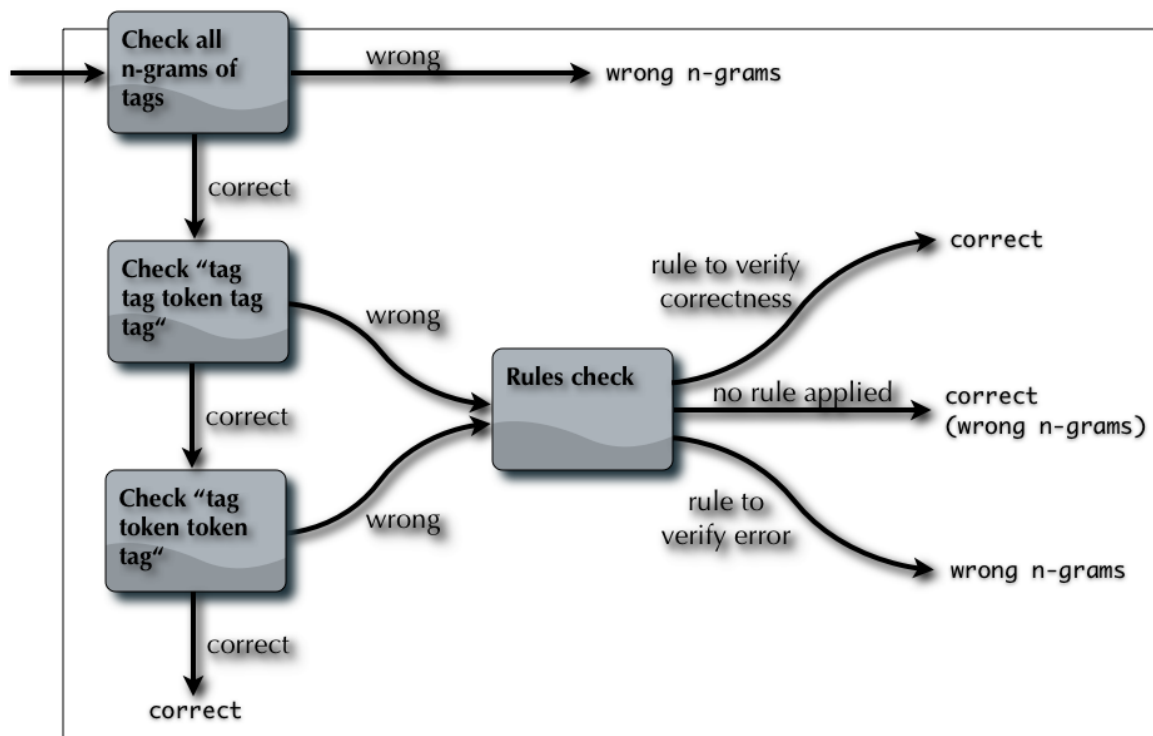 Check all
n-grams of
tags
wrong
wrong n-grams
correct
Check “tag
tag token tag
tag“
wrong
correct
Check “tag
token token
tag“
wrong
correct
correct
Rules check
rule to verify
correctness
correct
no rule applied
correct
(wrong n-grams)
rule to
verify error
wrong n-grams